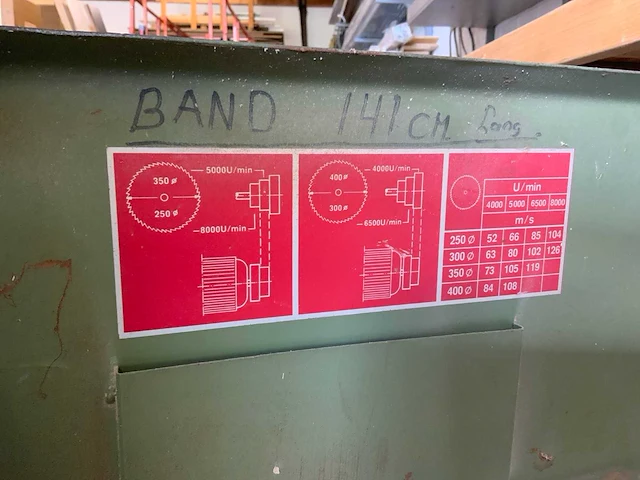 BAND 141 CM Lang.
350 ø
250 ø
5000U/min
8000U/min
400 ø
300 ø
4000U/min
6500U/min
U/min
4000 5000 6500 8000
m/s
250 ø 52 66 85 104
300 ø 63 80 102 126
350 ø 73 105 119
400 ø 84 108